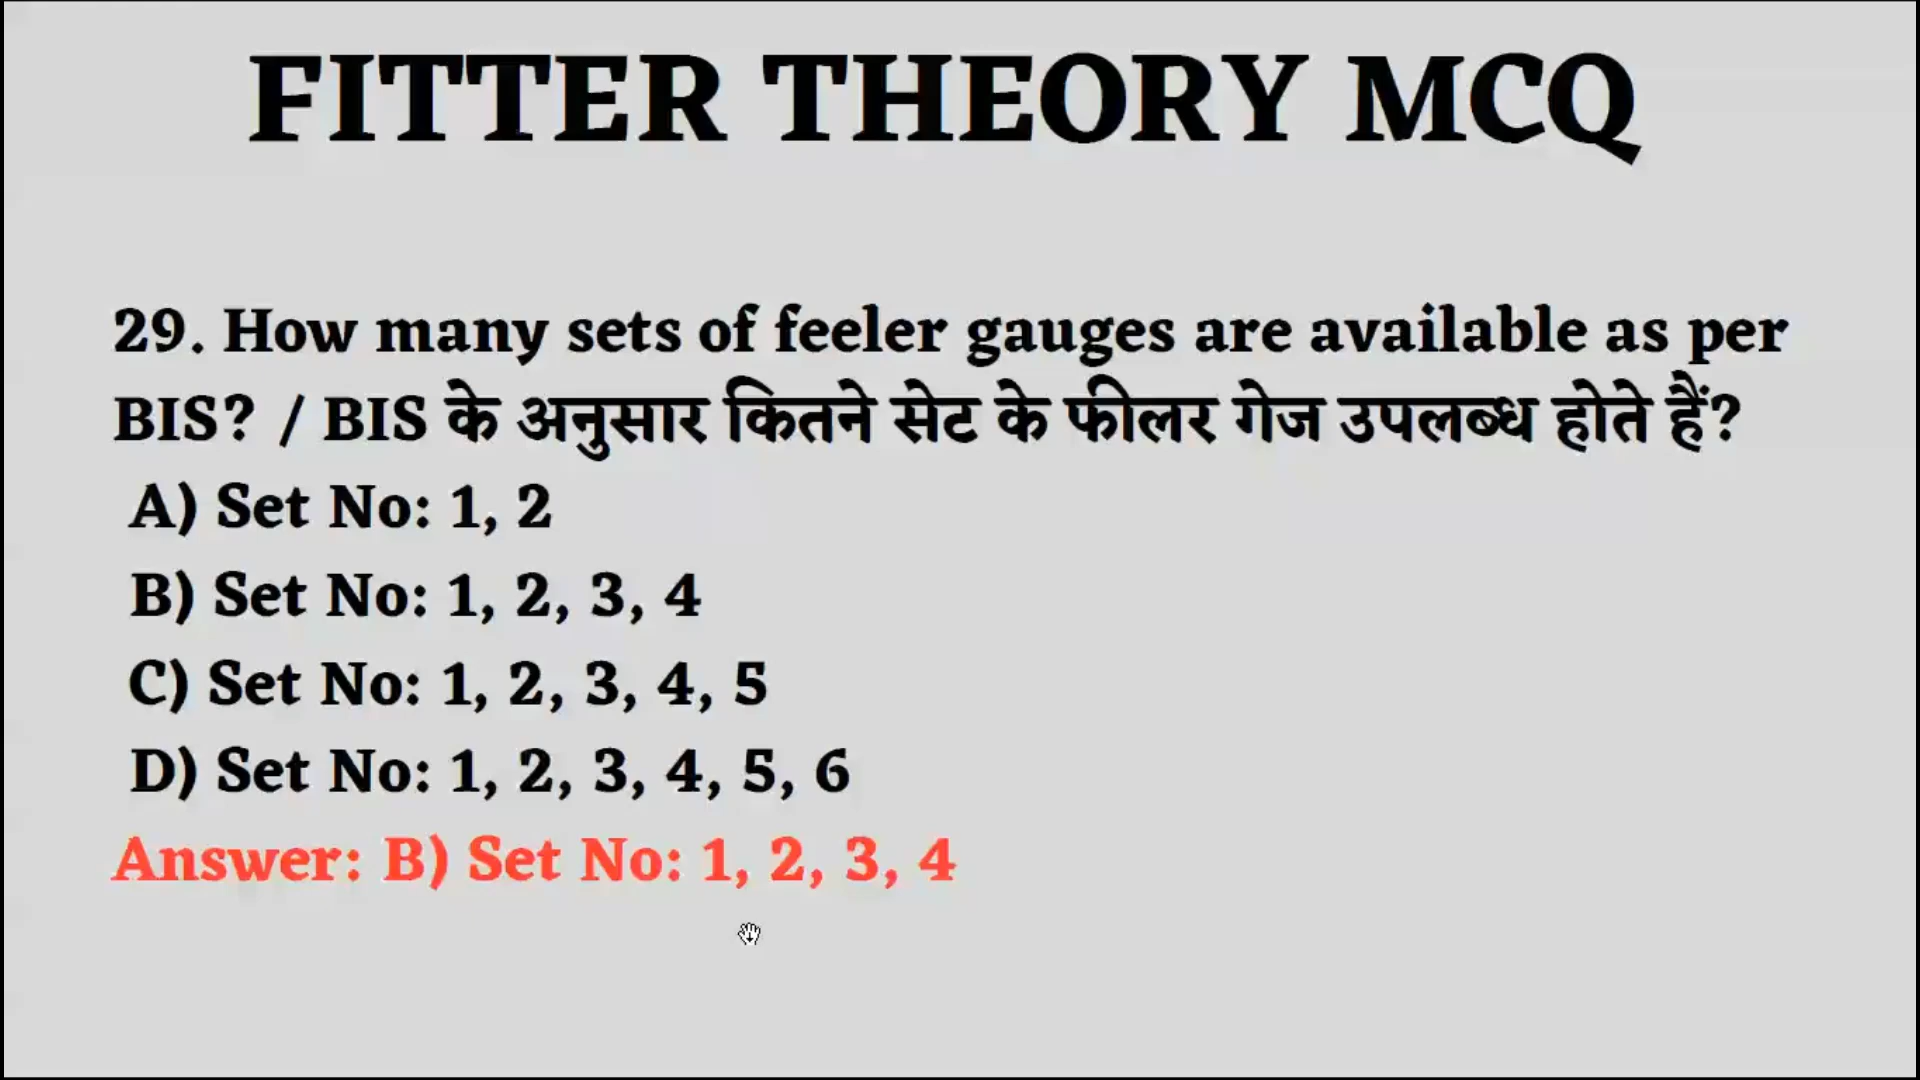 FITTER THEORY MCQ
29. How many sets of feeler gauges are available as per
BIS? / BIS के अनुसार कितने सेट के फीलर गेज उपलब्ध होते हैं?
A) Set No: 1, 2
B) Set No: 1, 2, 3, 4
C) Set No: 1, 2, 3, 4, 5
D) Set No: 1, 2, 3, 4, 5, 6
Answer: B) Set No: 1, 2, 3, 4